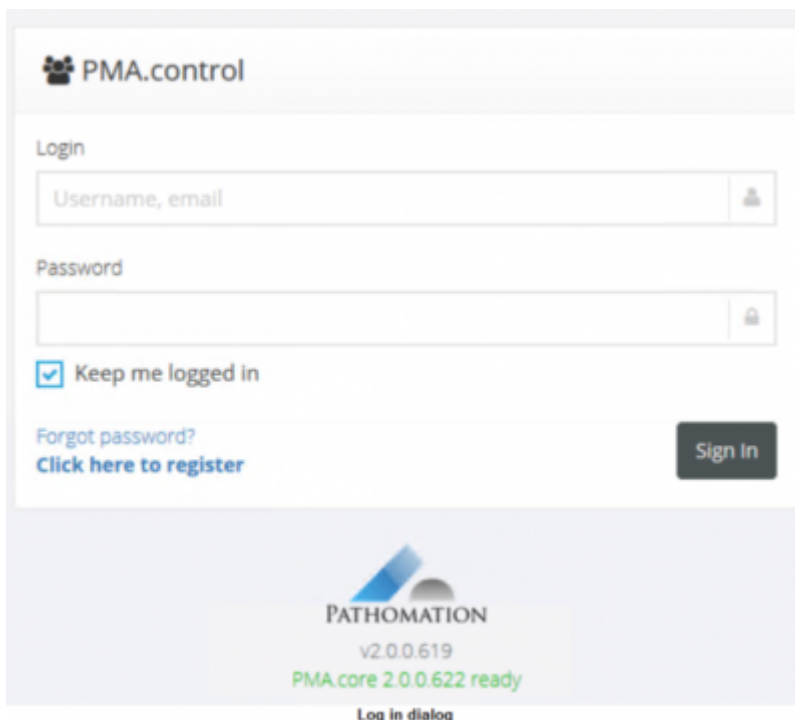 PMA.control
Login
Username, email
Password
Keep me logged in
Forgot password?
Click here to register
Sign In
PATHOMATION
v2.0.0.619
PMA.core 2.0.0.622 ready
Log in dialog